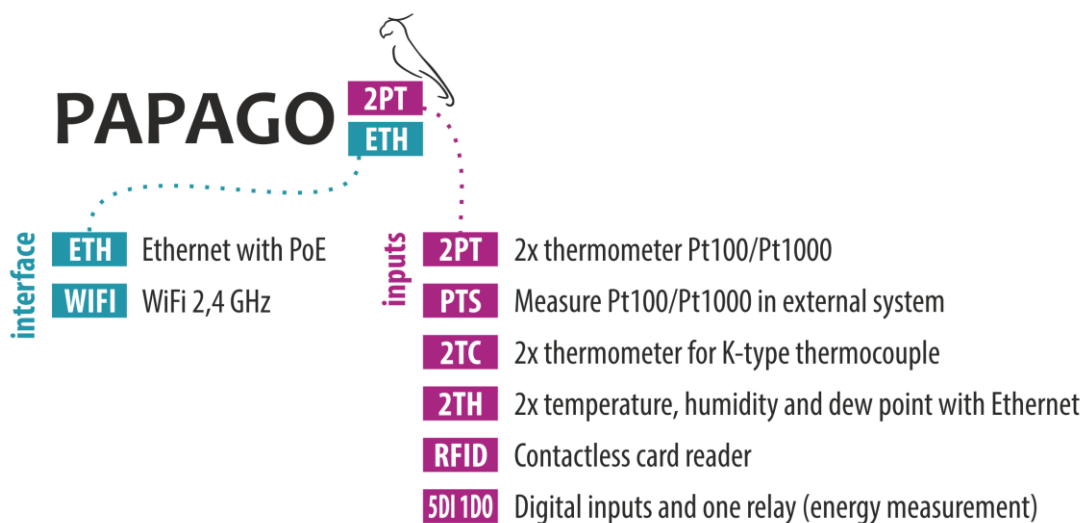 PAPAGO 2PT
ETH
interface
ETH Ethernet with PoE
WIFI WiFi 2,4 GHz
inputs
2PT 2x thermometer Pt100/Pt1000
PTS Measure Pt100/Pt1000 in external system
2TC 2x thermometer for K-type thermocouple
2TH 2x temperature, humidity and dew point with Ethernet
RFID Contactless card reader
5DI 1DO Digital inputs and one relay (energy measurement)